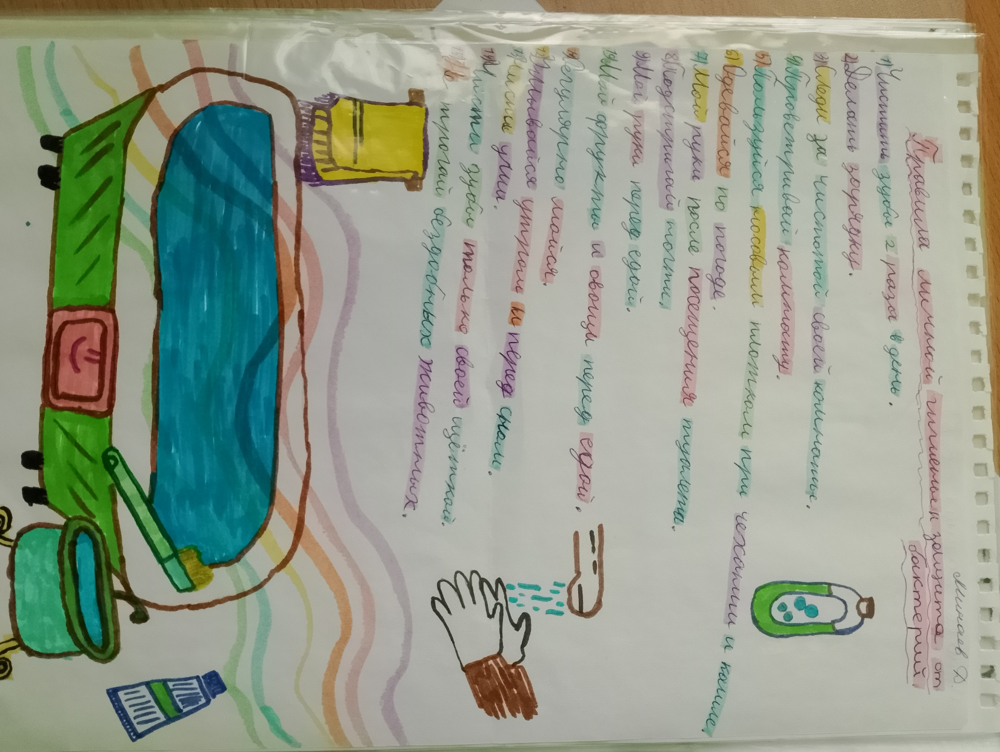 Минаев Д.
Правила личной гигиены защита от
бактерий.
1) Чистить зубы 2 раза в день.
2) Делать зарядку.
3) Следи за чистотой своей комнаты.
4) Проветривай комнату.
5) Пользуйся носовым платком при чехании и кашле.
6) Одевайся по погоде.
7) Мой руки после посещения туалета.
8) Подстригай ногти.
9) Мой руки перед едой.
10) Мой фрукты и овощи перед едой.
11) Регулярно мойся.
12) Умывайся утром и перед сном.
13) Чисти уши.
14) Чисти зубы только своей щёткой.
15) Не трогай бездобных животных.